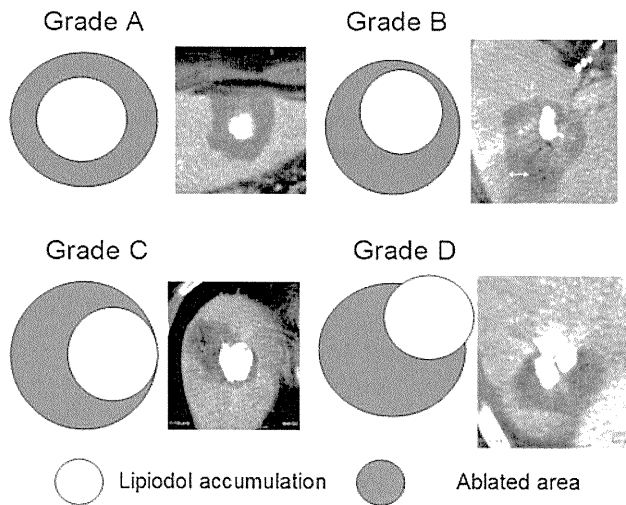 Grade A
Grade B
Grade C
Grade D
Lipiodol accumulation
Ablated area